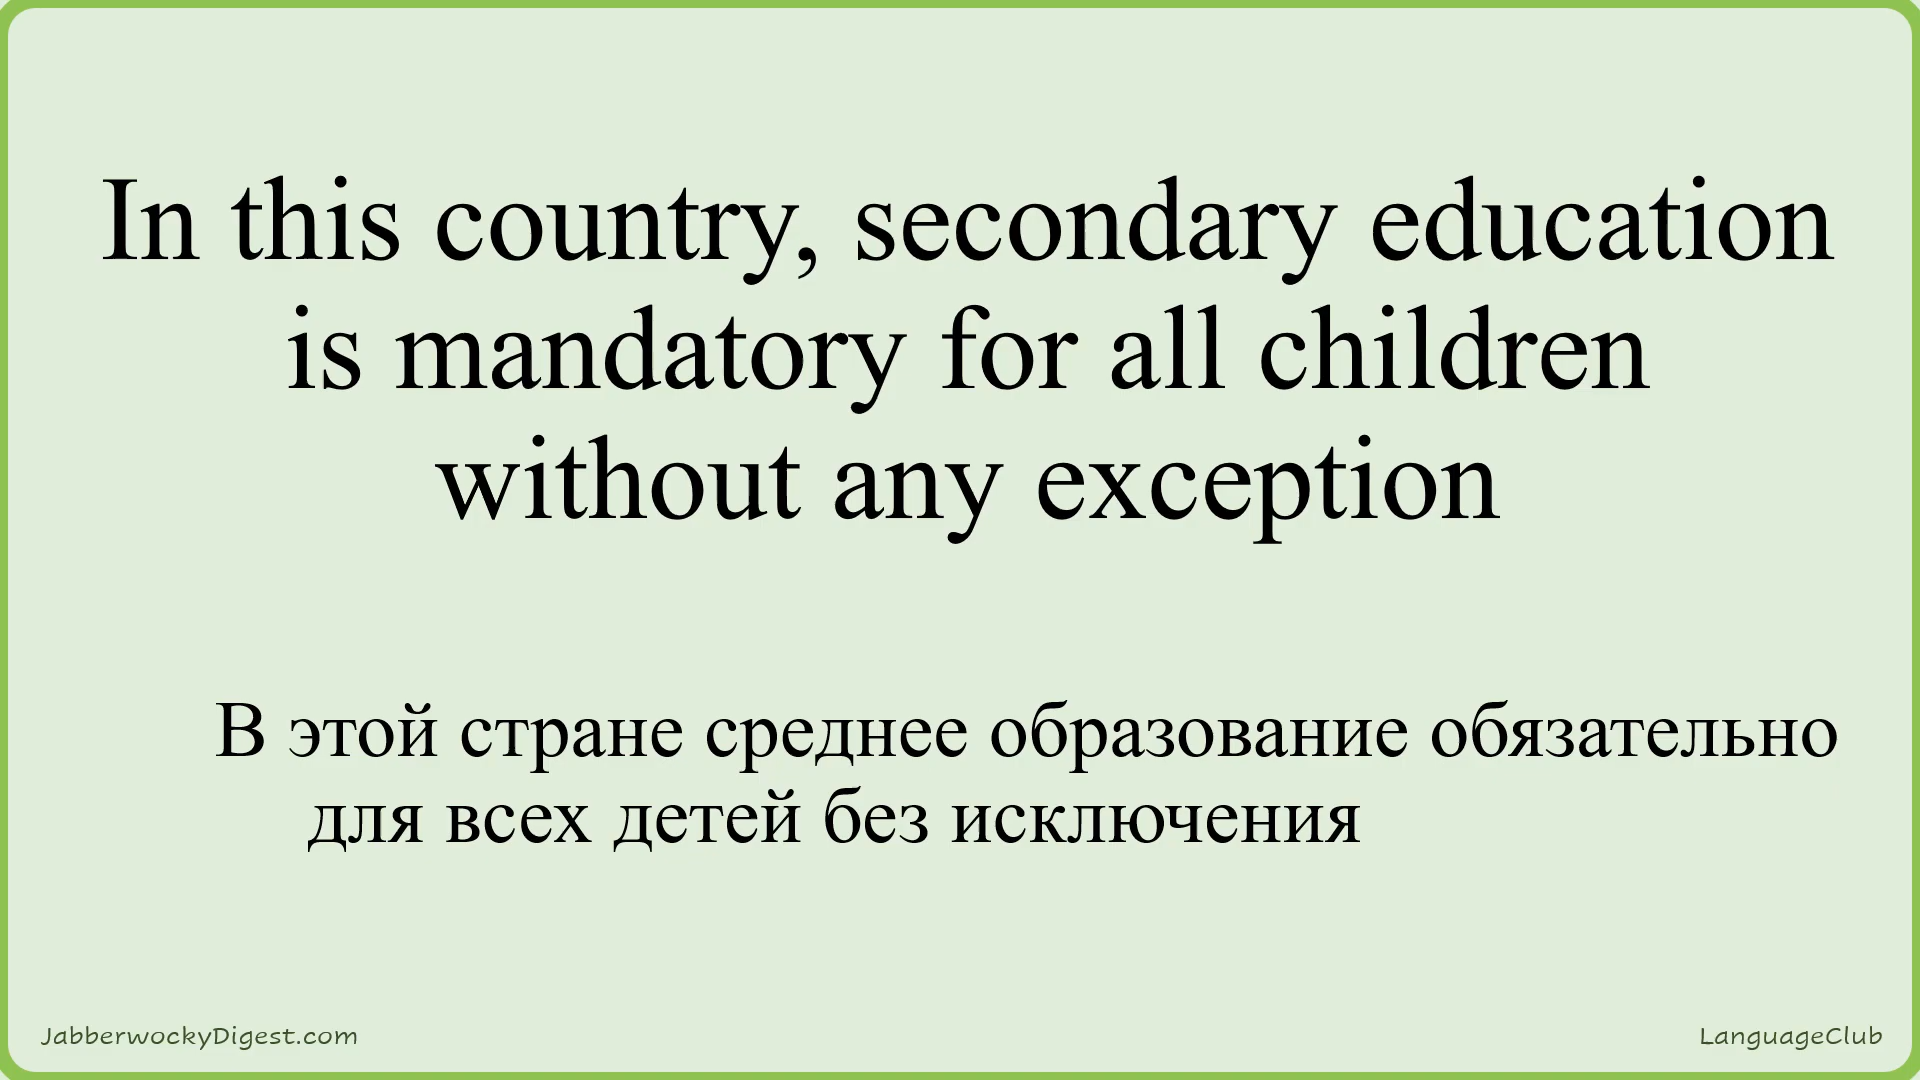 In this country, secondary education
is mandatory for all children
without any exception
В этой стране среднее образование обязательно
для всех детей без исключения
JabberwockyDigest.com
LanguageClub